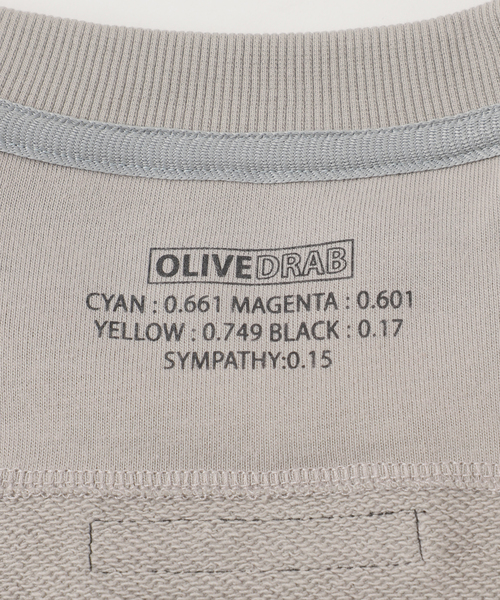 OLIVEDRAB
CYAN : 0.661 MAGENTA : 0.601
YELLOW : 0.749 BLACK : 0.17
SYMPATHY:0.15